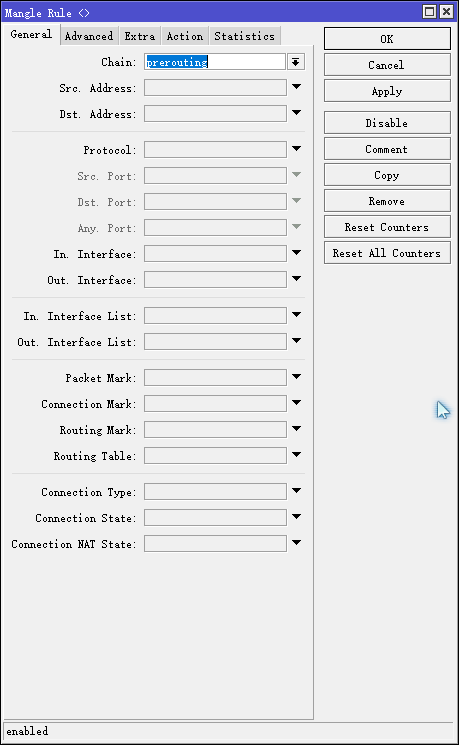 Mangle Rule <>
General Advanced Extra Action Statistics
Chain: prerouting
Src. Address:
Dst. Address:
Protocol:
Src. Port:
Dst. Port:
Any. Port:
In. Interface:
Out. Interface:
In. Interface List:
Out. Interface List:
Packet Mark:
Connection Mark:
Routing Mark:
Routing Table:
Connection Type:
Connection State:
Connection NAT State:
OK
Cancel
Apply
Disable
Comment
Copy
Remove
Reset Counters
Reset All Counters
enabled